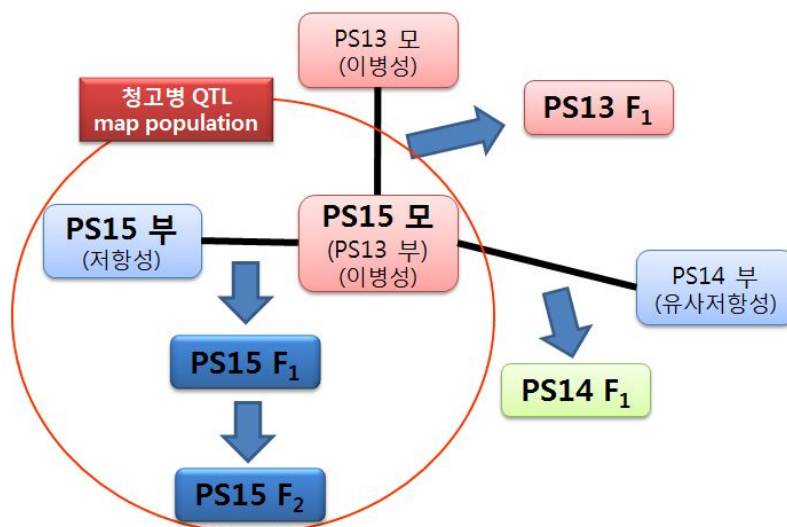 PS13 모
(이병성)
청고병 QTL
map population
PS13 F₁
PS15 부
(저항성)
PS15 모
(PS13 부)
(이병성)
PS14 부
(유사저항성)
PS15 F₁
PS14 F₁
PS15 F₂